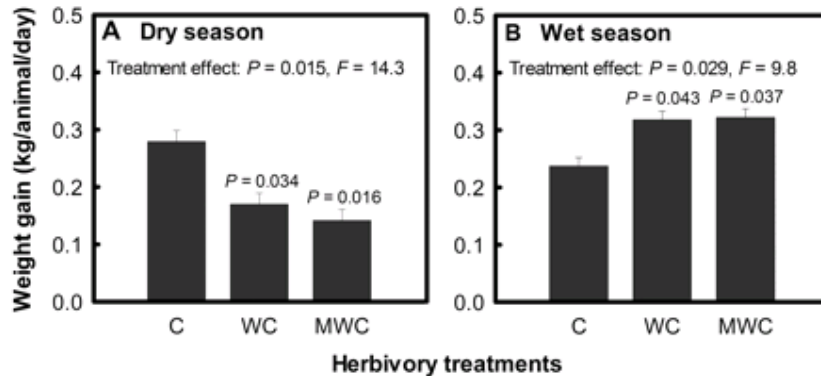 Weight gain (kg/animal/day)
0.5
0.4
0.3
0.2
0.1
0.0
A Dry season
Treatment effect: P = 0.015, F = 14.3
P = 0.034
P = 0.016
C WC MWC
0.5
0.4
0.3
0.2
0.1
0.0
B Wet season
Treatment effect: P = 0.029, F = 9.8
P = 0.043 P = 0.037
C WC MWC
Herbivory treatments